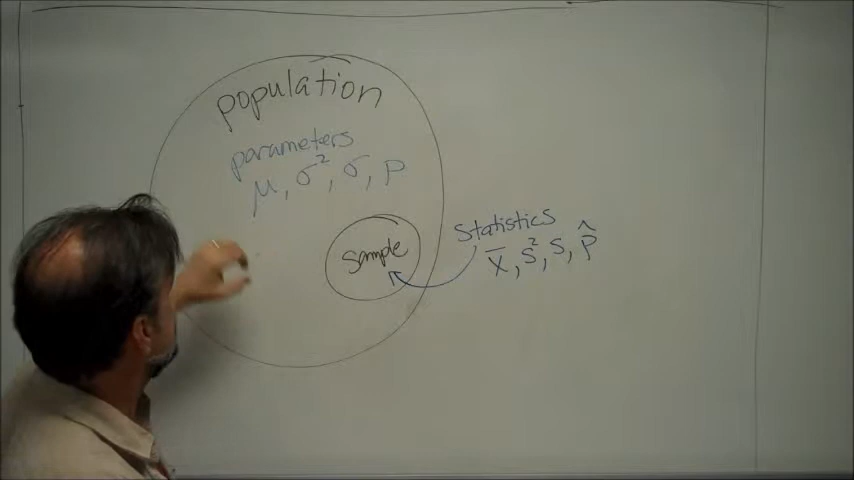 population
parameters
μ, σ², σ, p
sample
Statistics
x̄, s², s, p̂